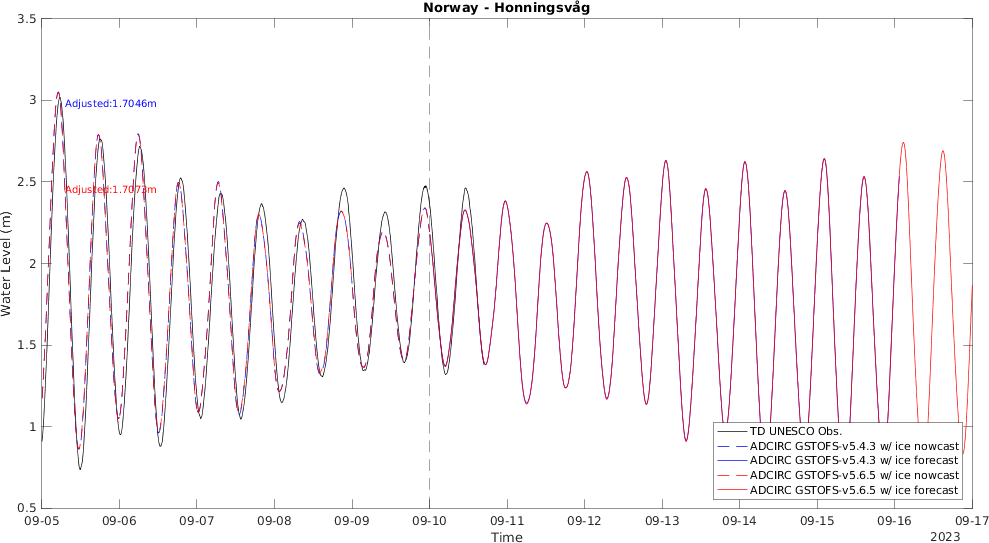 Norway - Honningsvåg
3.5
3
2.5
2
1.5
1
0.5
Water Level (m)
Adjusted:1.7046m
Adjusted:1.7073m
TD UNESCO Obs.
ADCIRC GSTOFS-v5.4.3 w/ ice nowcast
ADCIRC GSTOFS-v5.4.3 w/ ice forecast
ADCIRC GSTOFS-v5.6.5 w/ ice nowcast
ADCIRC GSTOFS-v5.6.5 w/ ice forecast
09-05 09-06 09-07 09-08 09-09 09-10 09-11 09-12 09-13 09-14 09-15 09-16 09-17
Time
2023